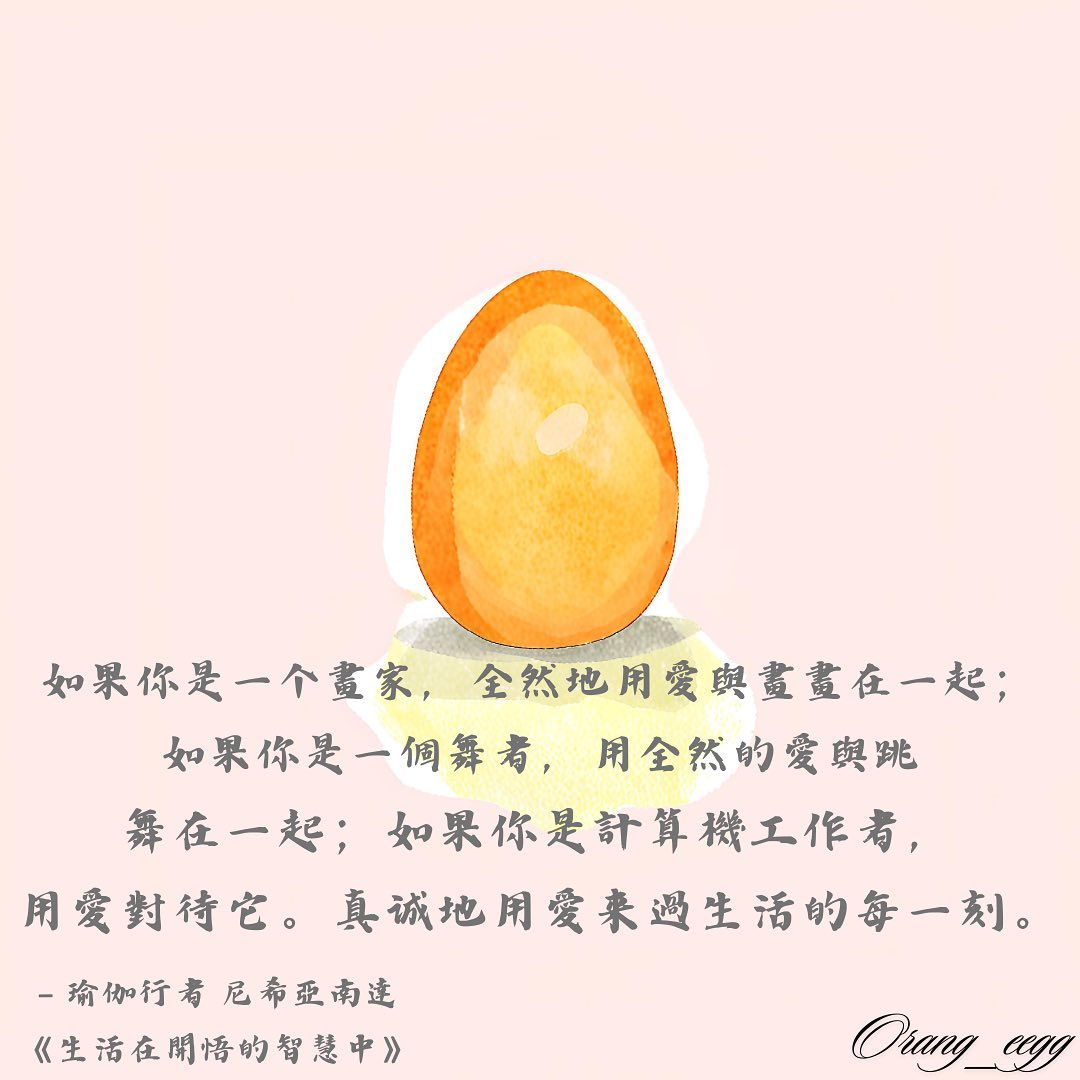 如果你是一个畫家，全然地用愛與畫畫在一起；
如果你是一個舞者，用全然的愛與跳
舞在一起；如果你是計算機工作者，
用愛對待它。真诚地用愛来過生活的每一刻。
- 瑜伽行者 尼希亞南達
《生活在開悟的智慧中》
Orang_eegg